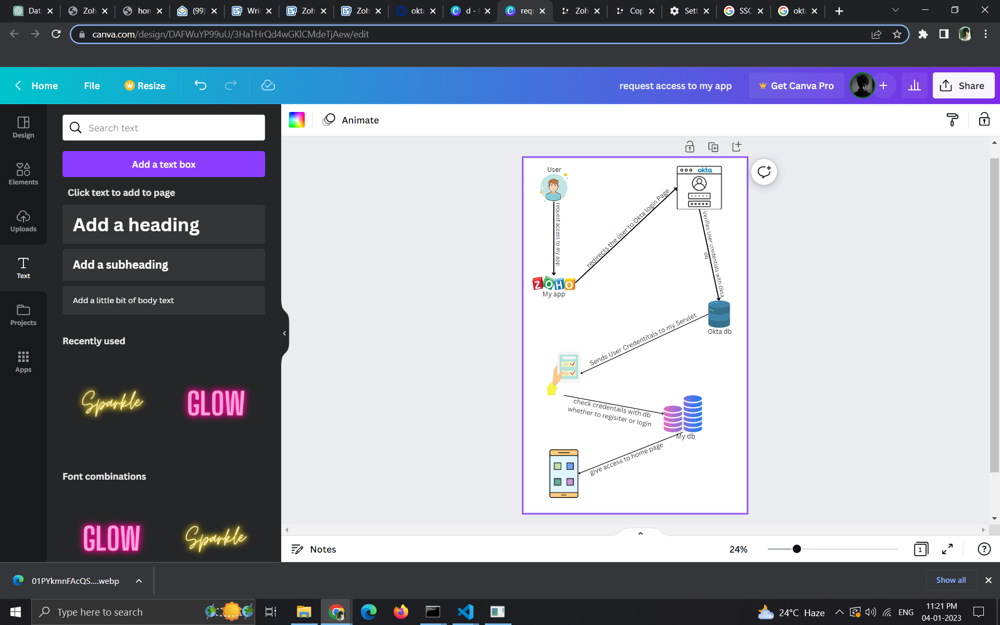 Dat
Zoh
hor
(99)
Writ
Zoh
Zoh
okta
d - 
requ
Zoh
Cop
Sett
SSO
okta
canva.com/design/DAFWuYP99uU/3HaTHrQd4wGKlCMdeTjAew/edit
Home
File
Resize
request access to my app
Get Canva Pro
Share
Design
Elements
Uploads
Text
Projects
Apps
Search text
Add a text box
Click text to add to page
Add a heading
Add a subheading
Add a little bit of body text
Recently used
Sparkle
GLOW
Font combinations
GLOW
Sparkle
Animate
User
okta
request access to my app
redirects the user to Okta login Page
Verifies User credentials with Okta
db
ZOHO
My app
Okta db
Sends User Credentitals to my Servlet
check credentails with db
whether to regisiter or login
My db
give access to home page
Notes
24%
1
01PYkmnFAcQS....webp
Show all
Type here to search
24°C Haze
ENG
11:21 PM
04-01-2023